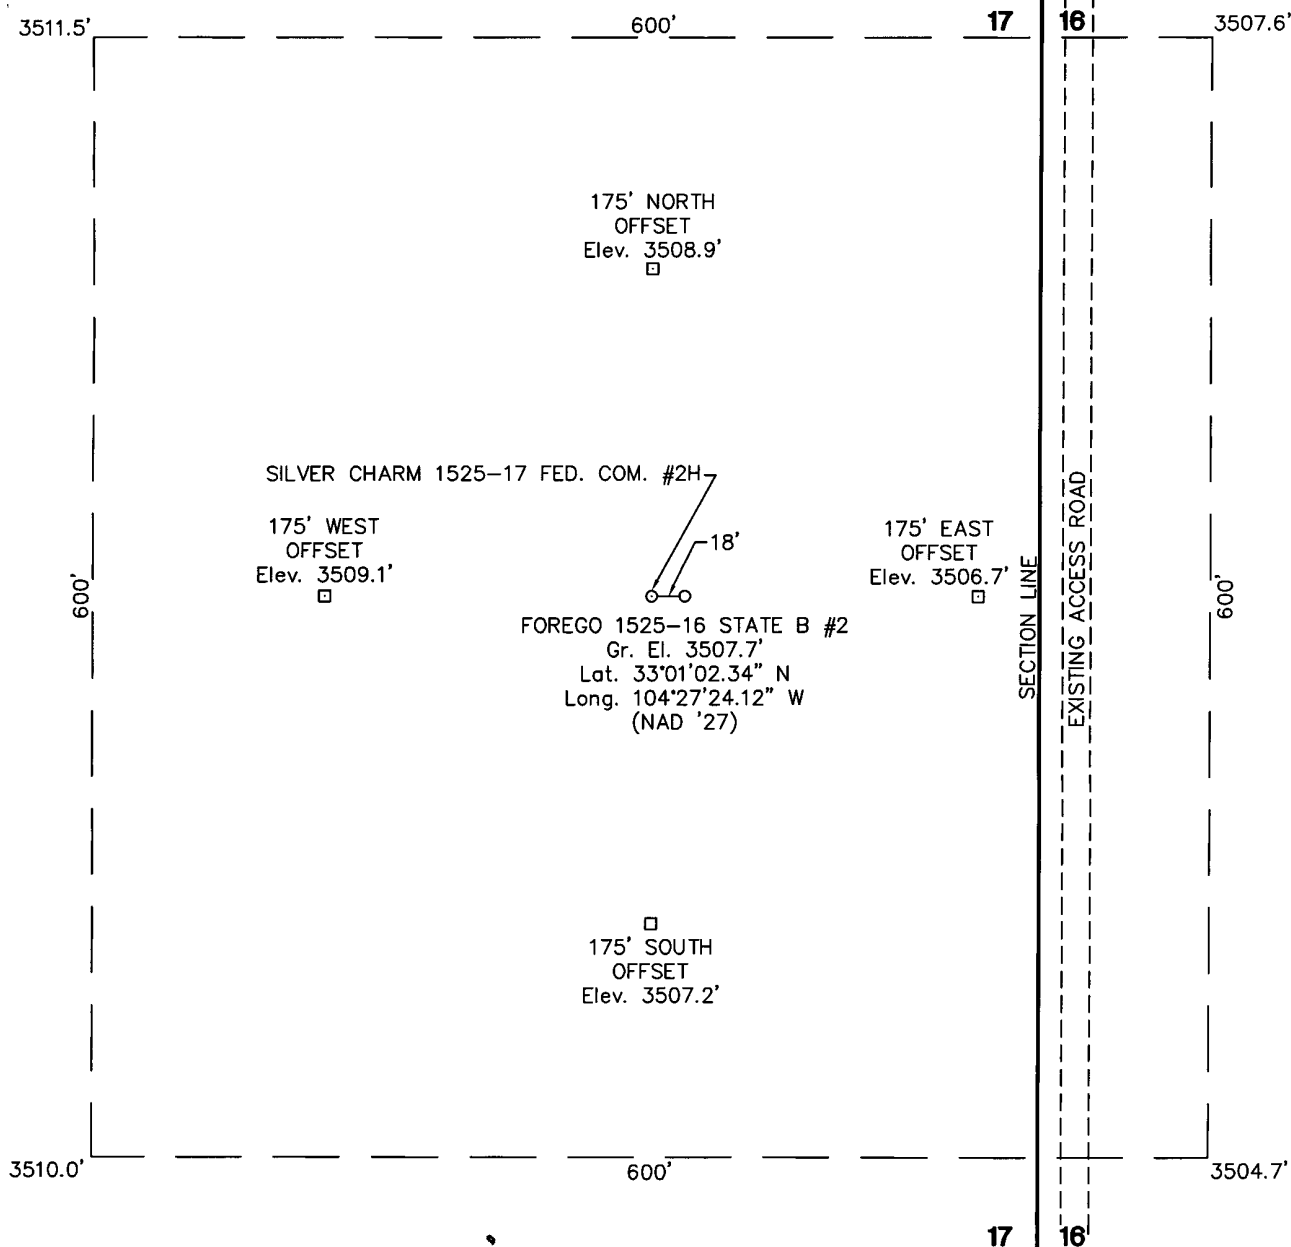 17 16
3511.5' 600' 3507.6'
175' NORTH
OFFSET
Elev. 3508.9'
SILVER CHARM 1525-17 FED. COM. #2H
175' WEST
OFFSET
Elev. 3509.1'
18'
175' EAST
OFFSET
Elev. 3506.7'
600'
FOREGO 1525-16 STATE B #2
Gr. El. 3507.7'
Lat. 33°01'02.34" N
Long. 104°27'24.12" W
(NAD '27)
SECTION LINE
EXISTING ACCESS ROAD
600'
175' SOUTH
OFFSET
Elev. 3507.2'
3510.0' 600' 3504.7'
17 16